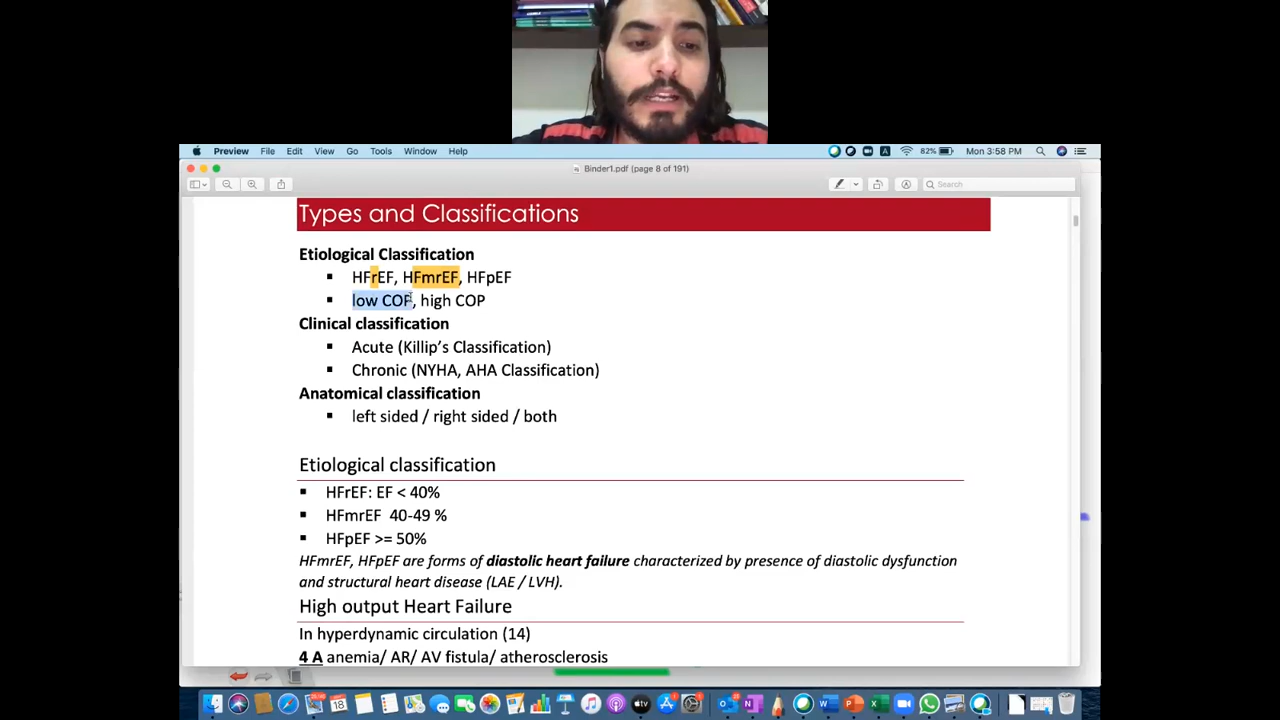 Preview File Edit View Go Tools Window Help 82% Mon 3:58 PM
Binder1.pdf (page 8 of 191)
Search
Types and Classifications
Etiological Classification
▪ HFrEF, HFmrEF, HFpEF
▪ low COP, high COP
Clinical classification
▪ Acute (Killip's Classification)
▪ Chronic (NYHA, AHA Classification)
Anatomical classification
▪ left sided / right sided / both
Etiological classification
▪ HFrEF: EF < 40%
▪ HFmrEF 40-49 %
▪ HFpEF >= 50%
HFmrEF, HFpEF are forms of diastolic heart failure characterized by presence of diastolic dysfunction
and structural heart disease (LAE / LVH).
High output Heart Failure
In hyperdynamic circulation (14)
4 A anemia/ AR/ AV fistula/ atherosclerosis